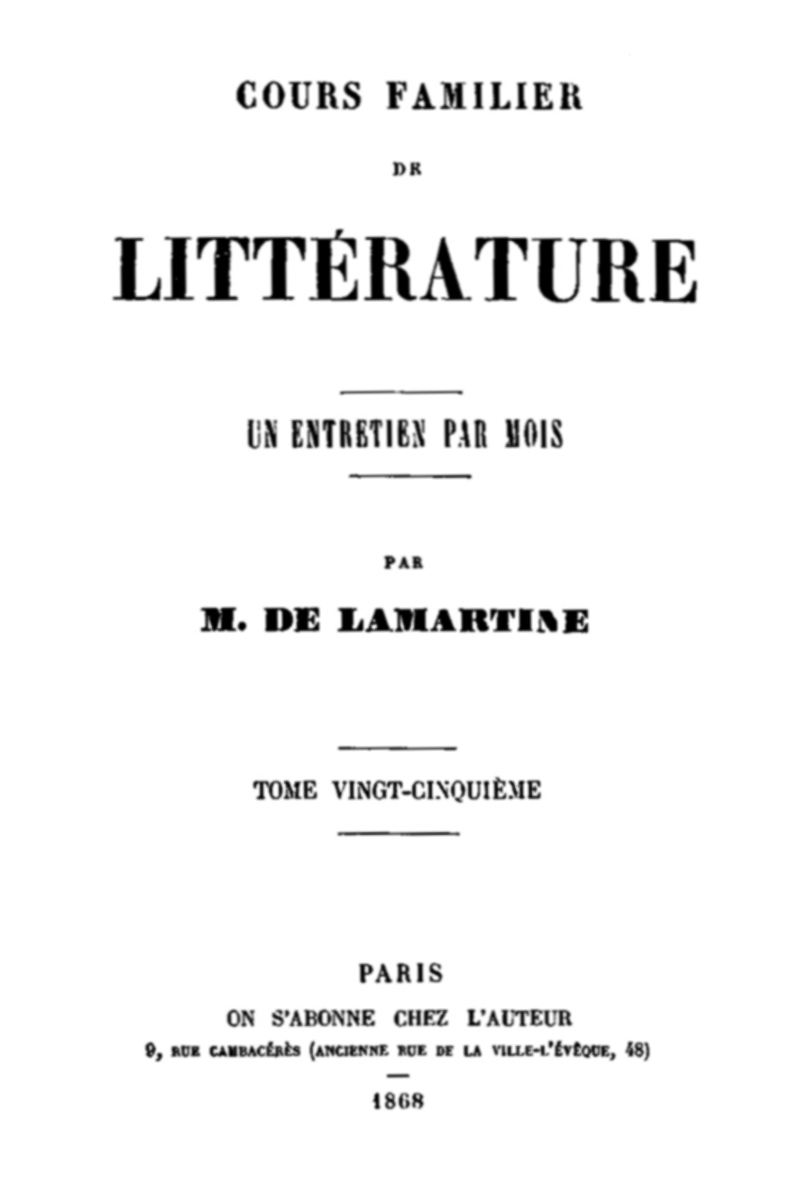 COURS FAMILIER
DE
LITTÉRATURE
UN ENTRETIEN PAR MOIS
PAR
M. DE LAMARTINE
TOME VINGT-CINQUIÈME
PARIS
ON S'ABONNE CHEZ L'AUTEUR
9, RUE CAMBACÉRÈS (ANCIENNE RUE DE LA VILLE-L'ÉVÊQUE, 48)
1868